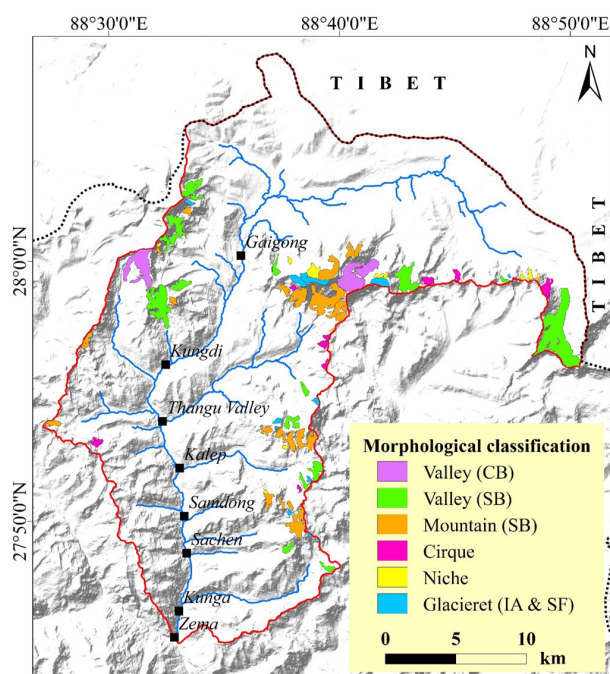 88°30'0"E 88°40'0"E 88°50'0"E
N
TIBET
TIBET
28°0'0"N
27°50'0"N
Gaigong
Kungdi
Thangu Valley
Kalep
Samdong
Sachen
Kunga
Zema
Morphological classification
Valley (CB)
Valley (SB)
Mountain (SB)
Cirque
Niche
Glacieret (IA & SF)
0 5 10
km